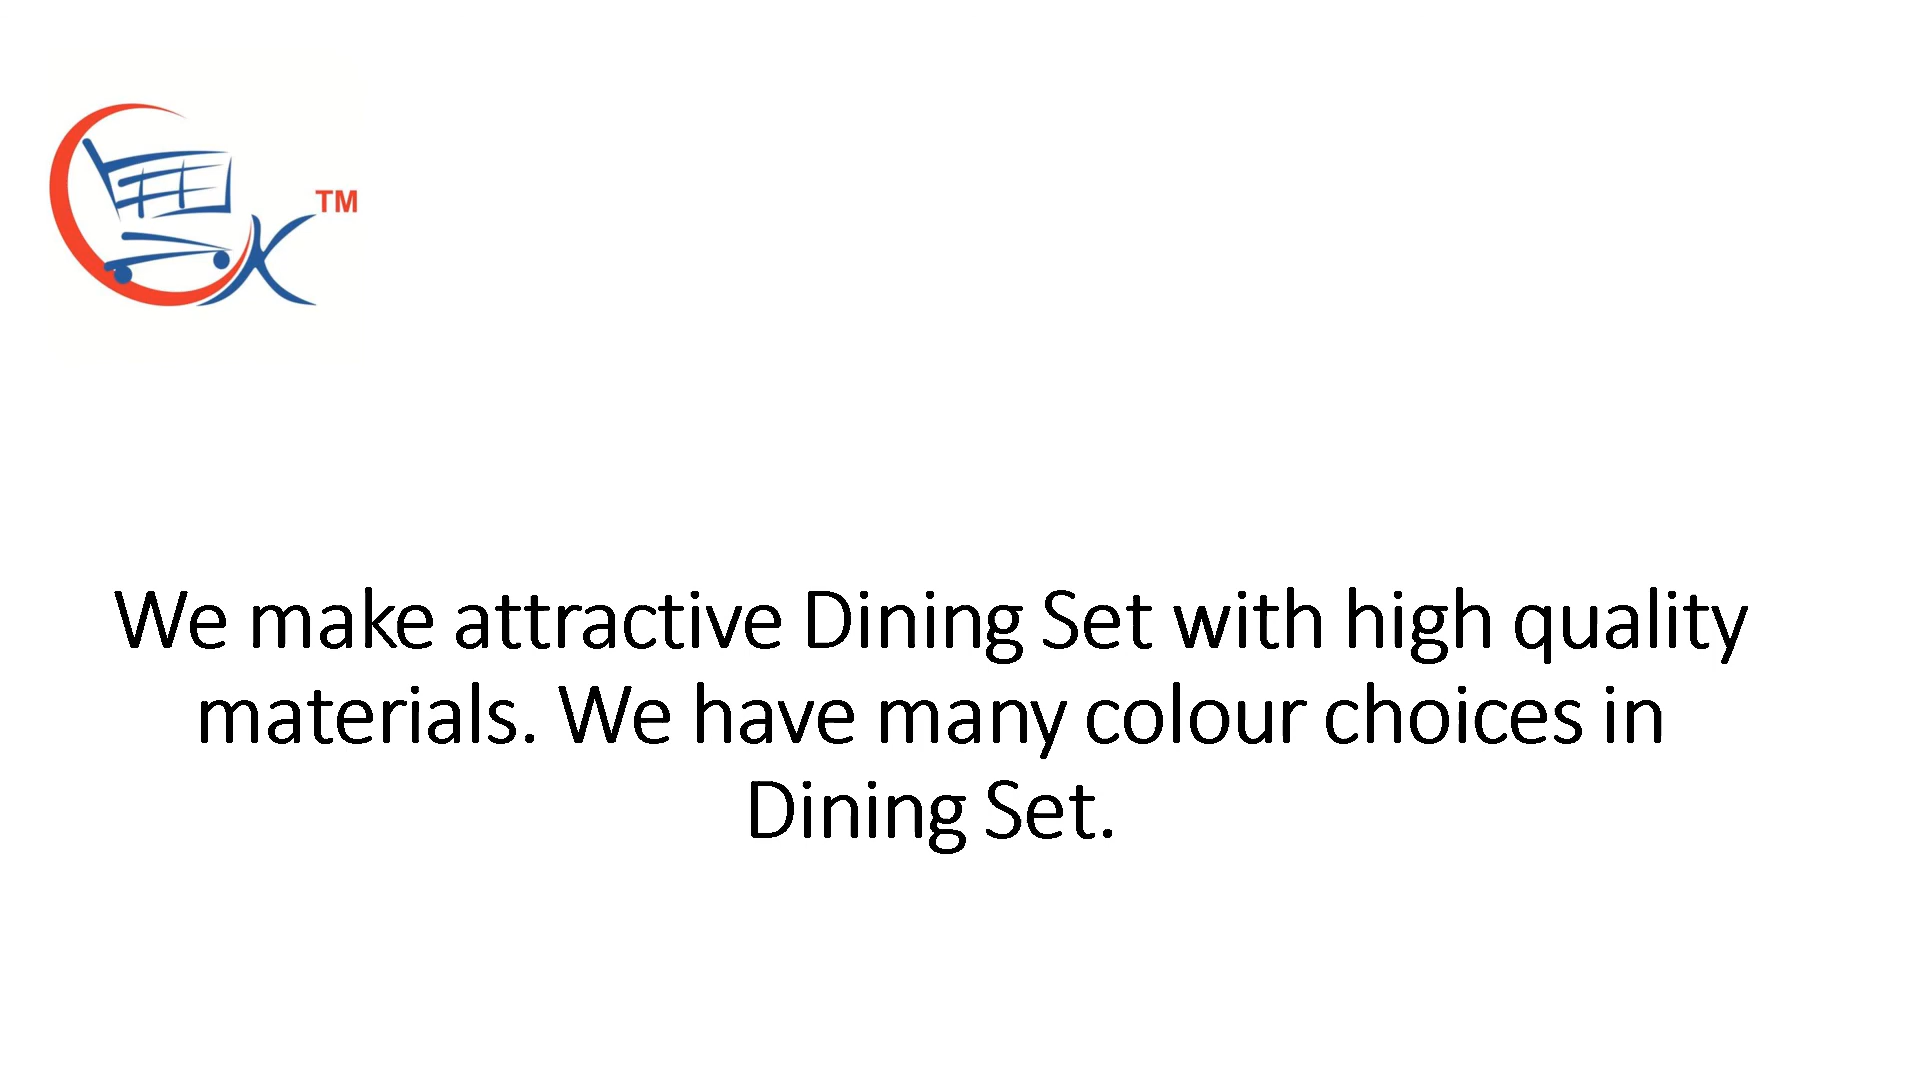 TM
We make attractive Dining Set with high quality
materials. We have many colour choices in
Dining Set.